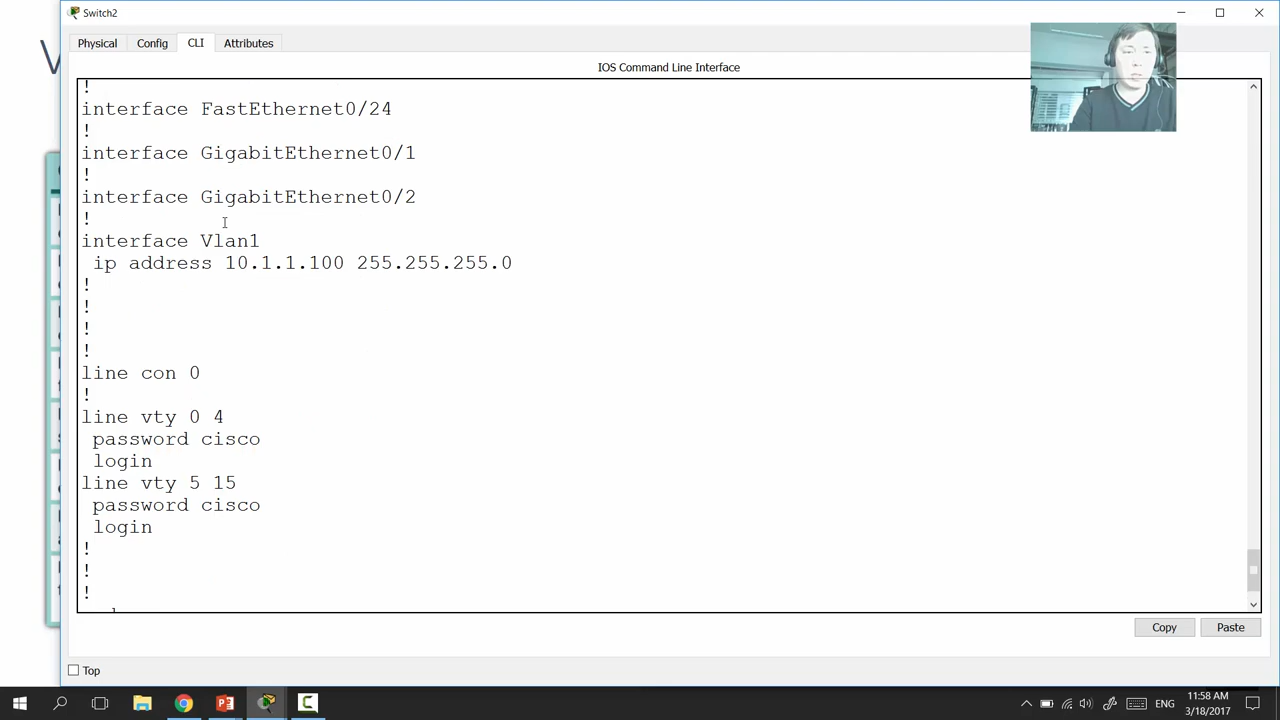 Switch2
Physical Config CLI Attributes
IOS Command Line Interface
!
interface FastEthernet0/24
!
interface GigabitEthernet0/1
!
interface GigabitEthernet0/2
!
interface Vlan1
ip address 10.1.1.100 255.255.255.0
!
!
!
!
line con 0
!
line vty 0 4
password cisco
login
line vty 5 15
password cisco
login
!
!
!
Copy Paste
Top
ENG
11:58 AM
3/18/2017